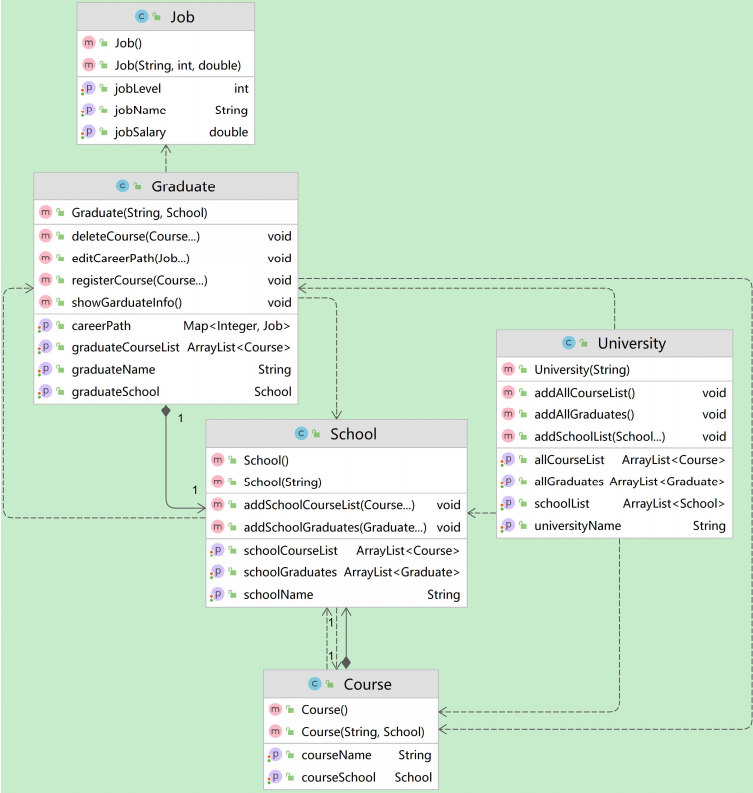 Job
Job()
Job(String, int, double)
jobLevel int
jobName String
jobSalary double
Graduate
Graduate(String, School)
deleteCourse(Course...) void
editCareerPath(Job...) void
registerCourse(Course...) void
showGarduateInfo() void
careerPath Map<Integer, Job>
graduateCourseList ArrayList<Course>
graduateName String
graduateSchool School
1
1
University
University(String)
addAllCourseList() void
addAllGraduates() void
addSchoolList(School...) void
allCourseList ArrayList<Course>
allGraduates ArrayList<Graduate>
schoolList ArrayList<School>
universityName String
School
School()
School(String)
addSchoolCourseList(Course...) void
addSchoolGraduates(Graduate...) void
schoolCourseList ArrayList<Course>
schoolGraduates ArrayList<Graduate>
schoolName String
1
1
Course
Course()
Course(String, School)
courseName String
courseSchool School